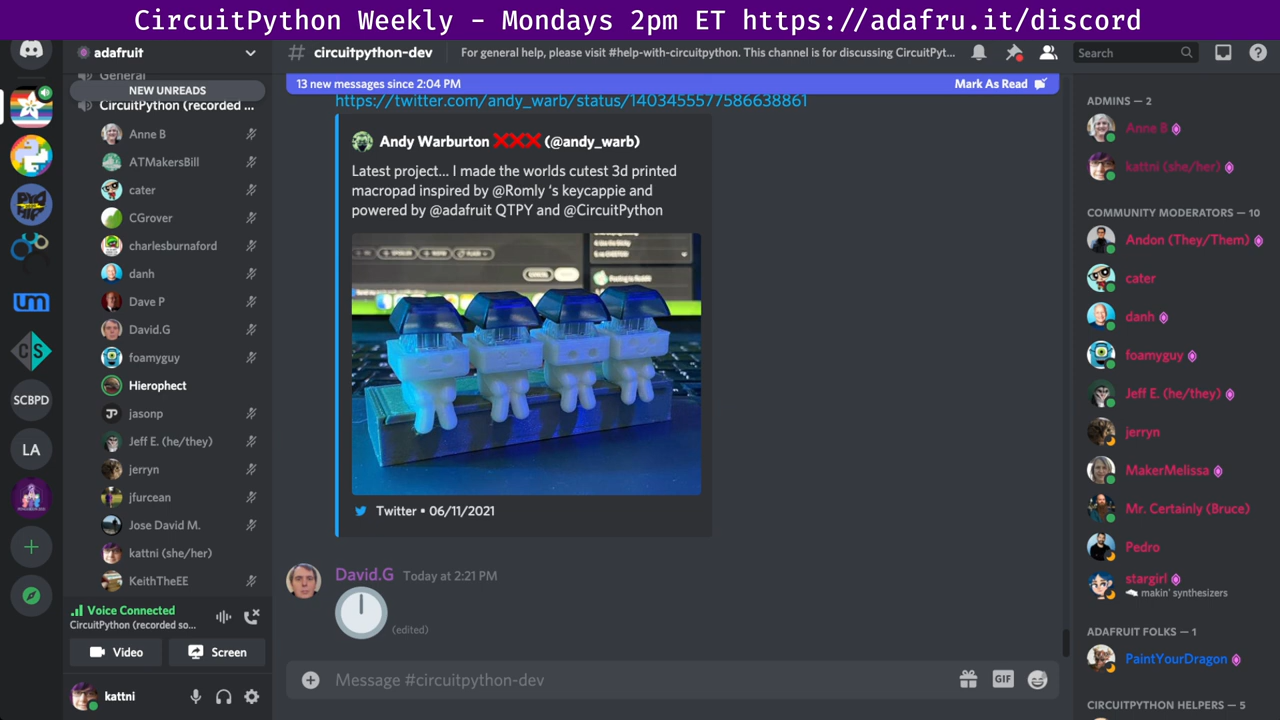 CircuitPython Weekly - Mondays 2pm ET https://adafru.it/discord
adafruit
General
NEW UNREADS
CircuitPython (recorded ...
Anne B
ATMakersBill
cater
CGrover
charlesburnaford
danh
Dave P
David.G
foamyguy
Hierophect
jasonp
Jeff E. (he/they)
jerryn
jfurcean
Jose David M.
kattni (she/her)
KeithTheEE
Voice Connected
CircuitPython (recorded so...
Video
Screen
kattni
UM
CS
SCBPD
LA
# circuitpython-dev
For general help, please visit #help-with-circuitpython. This channel is for discussing CircuitPyt...
Search
13 new messages since 2:04 PM
Mark As Read
https://twitter.com/andy_warb/status/1403455577586638861
Andy Warburton ❌❌❌ (@andy_warb)
Latest project... I made the worlds cutest 3d printed
macropad inspired by @Romly 's keycappie and
powered by @adafruit QTPY and @CircuitPython
Twitter • 06/11/2021
David.G Today at 2:21 PM
(edited)
Message #circuitpython-dev
GIF
ADMINS — 2
Anne B
kattni (she/her)
COMMUNITY MODERATORS — 10
Andon (They/Them)
cater
danh
foamyguy
Jeff E. (he/they)
jerryn
MakerMelissa
Mr. Certainly (Bruce)
Pedro
stargirl
makin' synthesizers
ADAFRUIT FOLKS — 1
PaintYourDragon
CIRCUITPYTHON HELPERS — 5